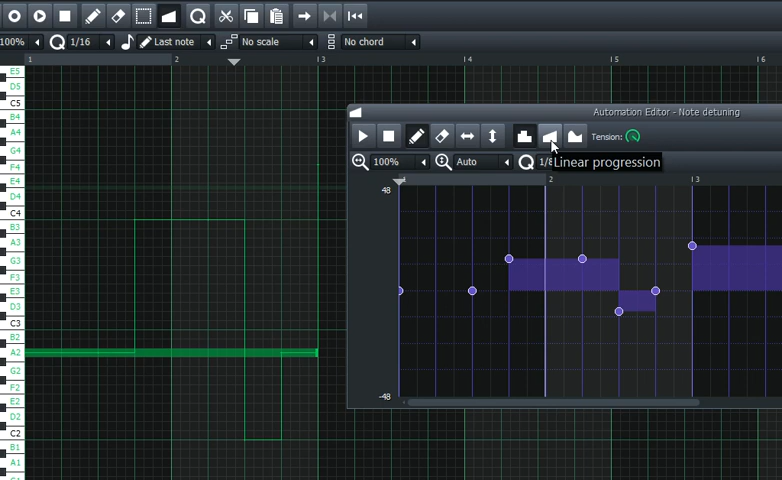 100% 1/16 Last note No scale No chord
1 2 3 4 5 6
E5
D5
C5
B4
A4
G4
F4
E4
D4
C4
B3
A3
G3
F3
E3
D3
C3
B2
A2
G2
F2
E2
D2
C2
B1
A1
Automation Editor - Note detuning
Tension:
100% Auto 1/8
Linear progression
2 3
48
-48